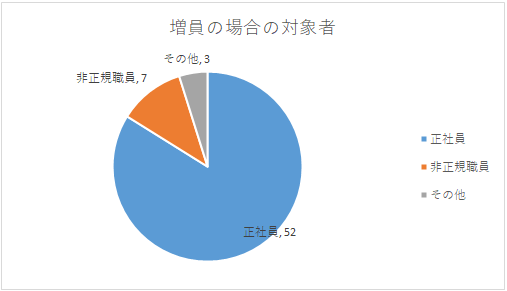 増員の場合の対象者
その他, 3
非正規職員, 7
正社員, 52
正社員
非正規職員
その他